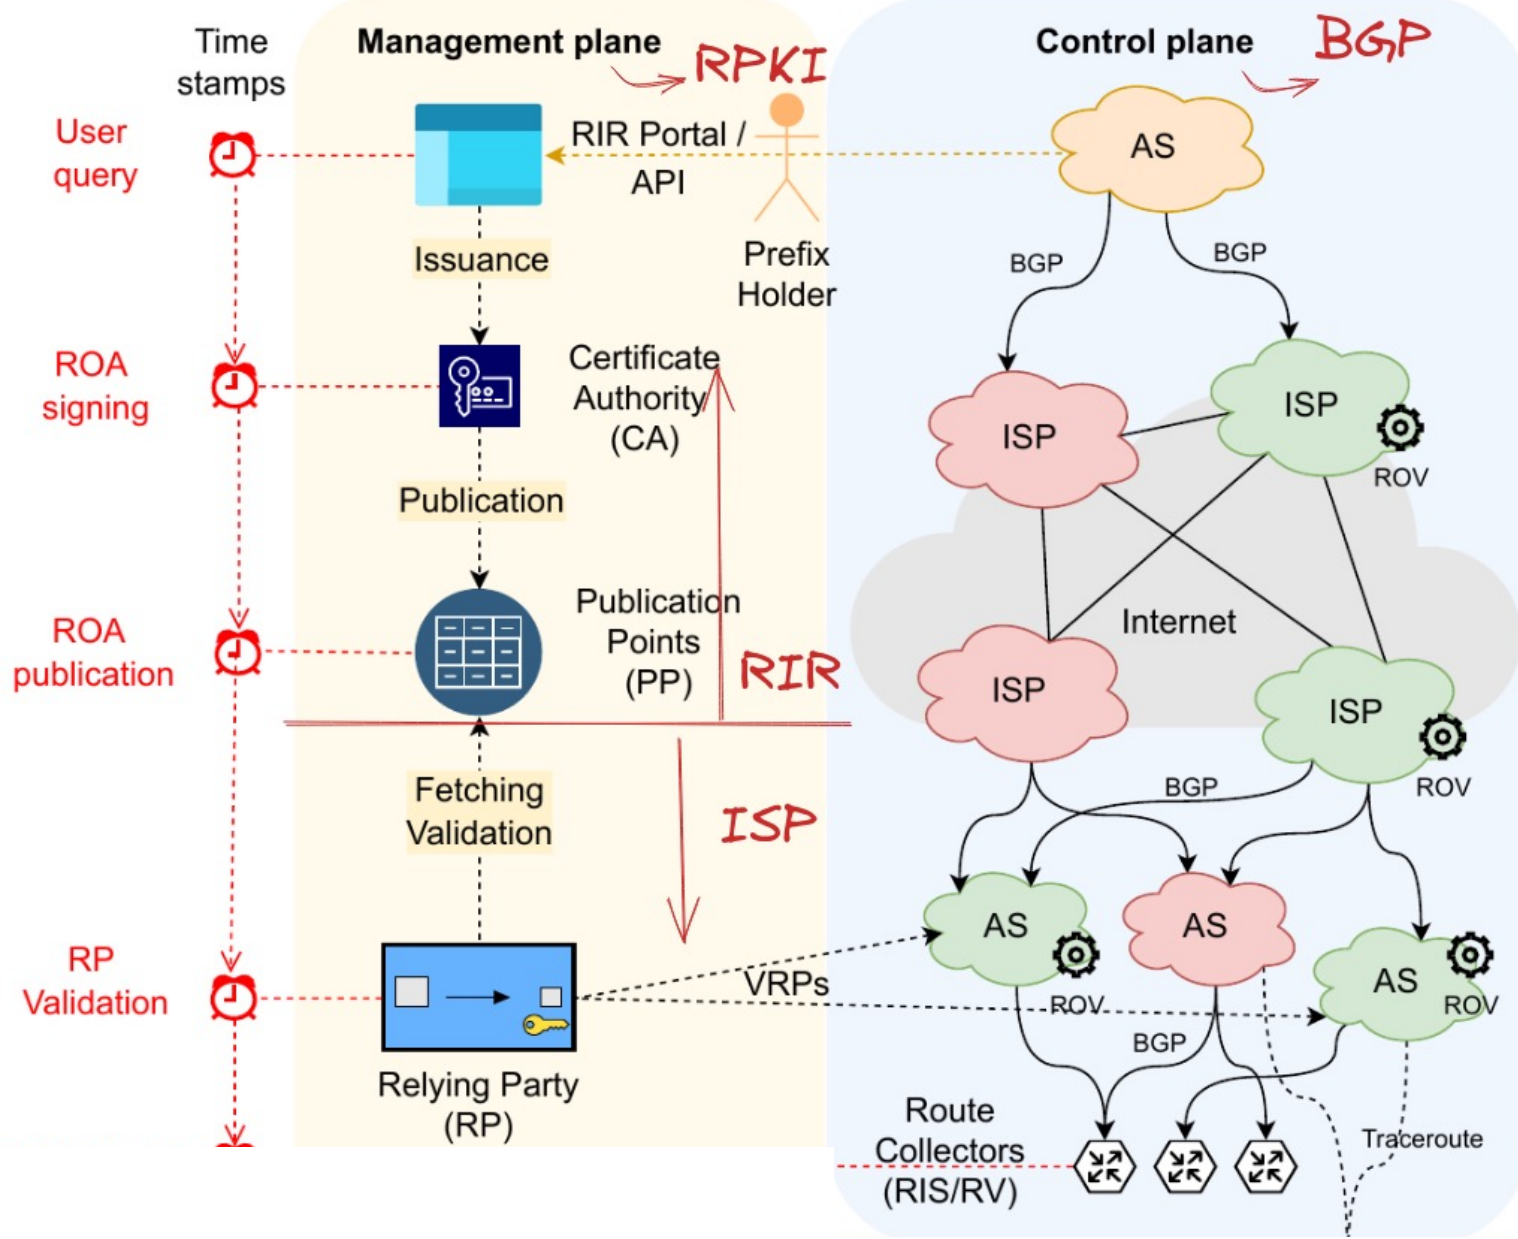 Time
stamps
Management plane
RPKI
Control plane
BGP
User
query
RIR Portal /
API
AS
Issuance
Prefix
Holder
BGP
BGP
ROA
signing
Certificate
Authority
(CA)
ISP
ISP
ROV
Publication
ROA
publication
Publication
Points
(PP)
RIR
Internet
ISP
ISP
ROV
Fetching
Validation
ISP
BGP
RP
Validation
VRPs
AS
ROV
AS
AS
ROV
BGP
Relying Party
(RP)
Route
Collectors
(RIS/RV)
Traceroute